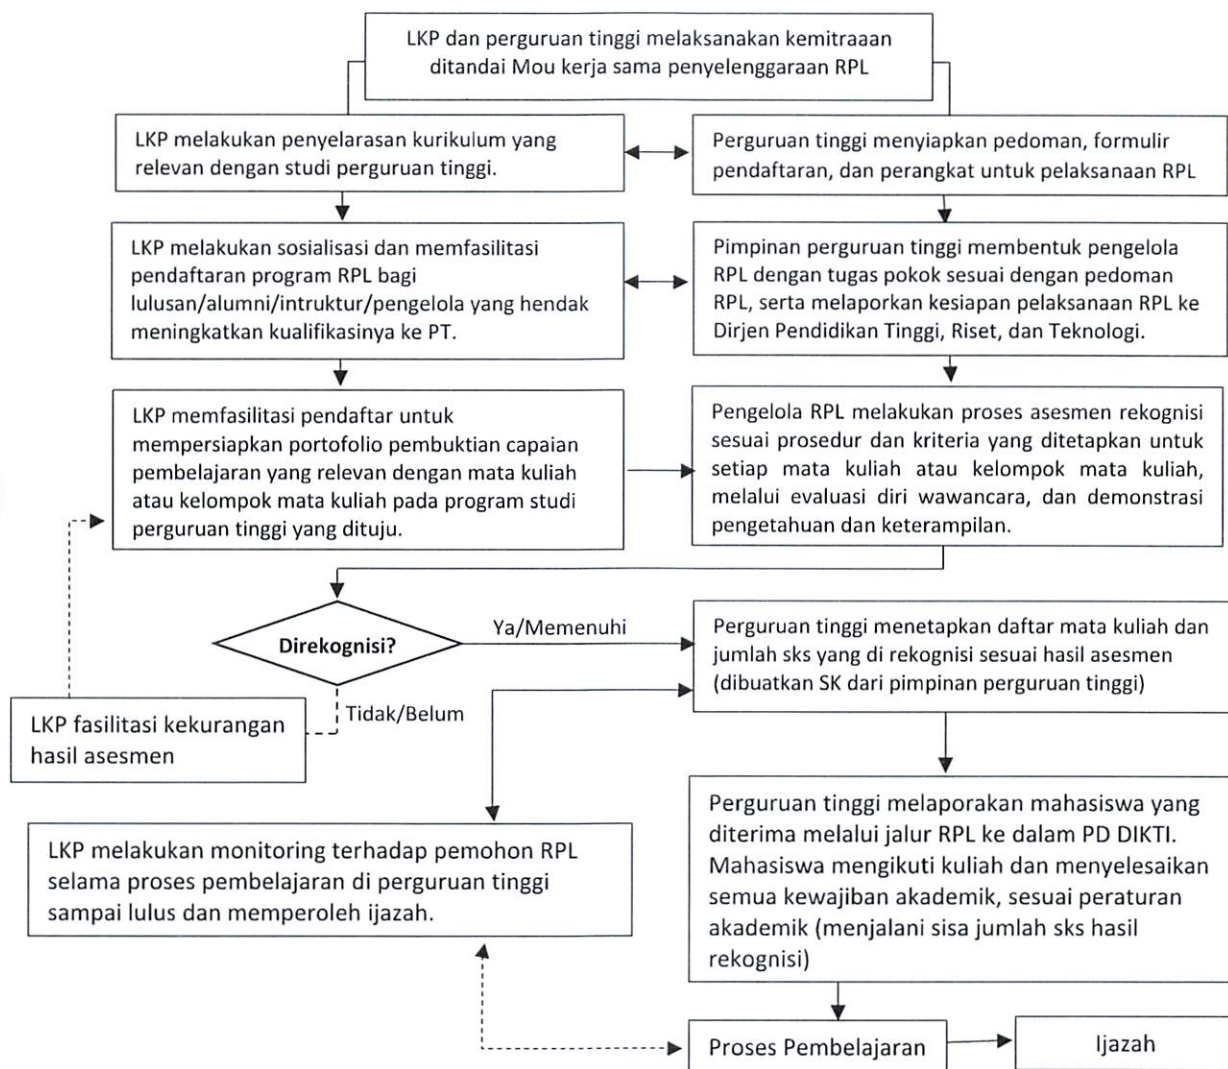 LKP dan perguruan tinggi melaksanakan kemitraaan
ditandai Mou kerja sama penyelenggaraan RPL
LKP melakukan penyelarasan kurikulum yang
relevan dengan studi perguruan tinggi.
Perguruan tinggi menyiapkan pedoman, formulir
pendaftaran, dan perangkat untuk pelaksanaan RPL
LKP melakukan sosialisasi dan memfasilitasi
pendaftaran program RPL bagi
lulusan/alumni/intruktur/pengelola yang hendak
meningkatkan kualifikasinya ke PT.
Pimpinan perguruan tinggi membentuk pengelola
RPL dengan tugas pokok sesuai dengan pedoman
RPL, serta melaporkan kesiapan pelaksanaan RPL ke
Dirjen Pendidikan Tinggi, Riset, dan Teknologi.
LKP memfasilitasi pendaftar untuk
mempersiapkan portofolio pembuktian capaian
pembelajaran yang relevan dengan mata kuliah
atau kelompok mata kuliah pada program studi
perguruan tinggi yang dituju.
Pengelola RPL melakukan proses asesmen rekognisi
sesuai prosedur dan kriteria yang ditetapkan untuk
setiap mata kuliah atau kelompok mata kuliah,
melalui evaluasi diri wawancara, dan demonstrasi
pengetahuan dan keterampilan.
Direkognisi?
Ya/Memenuhi
Perguruan tinggi menetapkan daftar mata kuliah dan
jumlah sks yang di rekognisi sesuai hasil asesmen
(dibuatkan SK dari pimpinan perguruan tinggi)
Tidak/Belum
LKP fasilitasi kekurangan
hasil asesmen
Perguruan tinggi melaporakan mahasiswa yang
diterima melalui jalur RPL ke dalam PD DIKTI.
Mahasiswa mengikuti kuliah dan menyelesaikan
semua kewajiban akademik, sesuai peraturan
akademik (menjalani sisa jumlah sks hasil
rekognisi)
LKP melakukan monitoring terhadap pemohon RPL
selama proses pembelajaran di perguruan tinggi
sampai lulus dan memperoleh ijazah.
Proses Pembelajaran
Ijazah